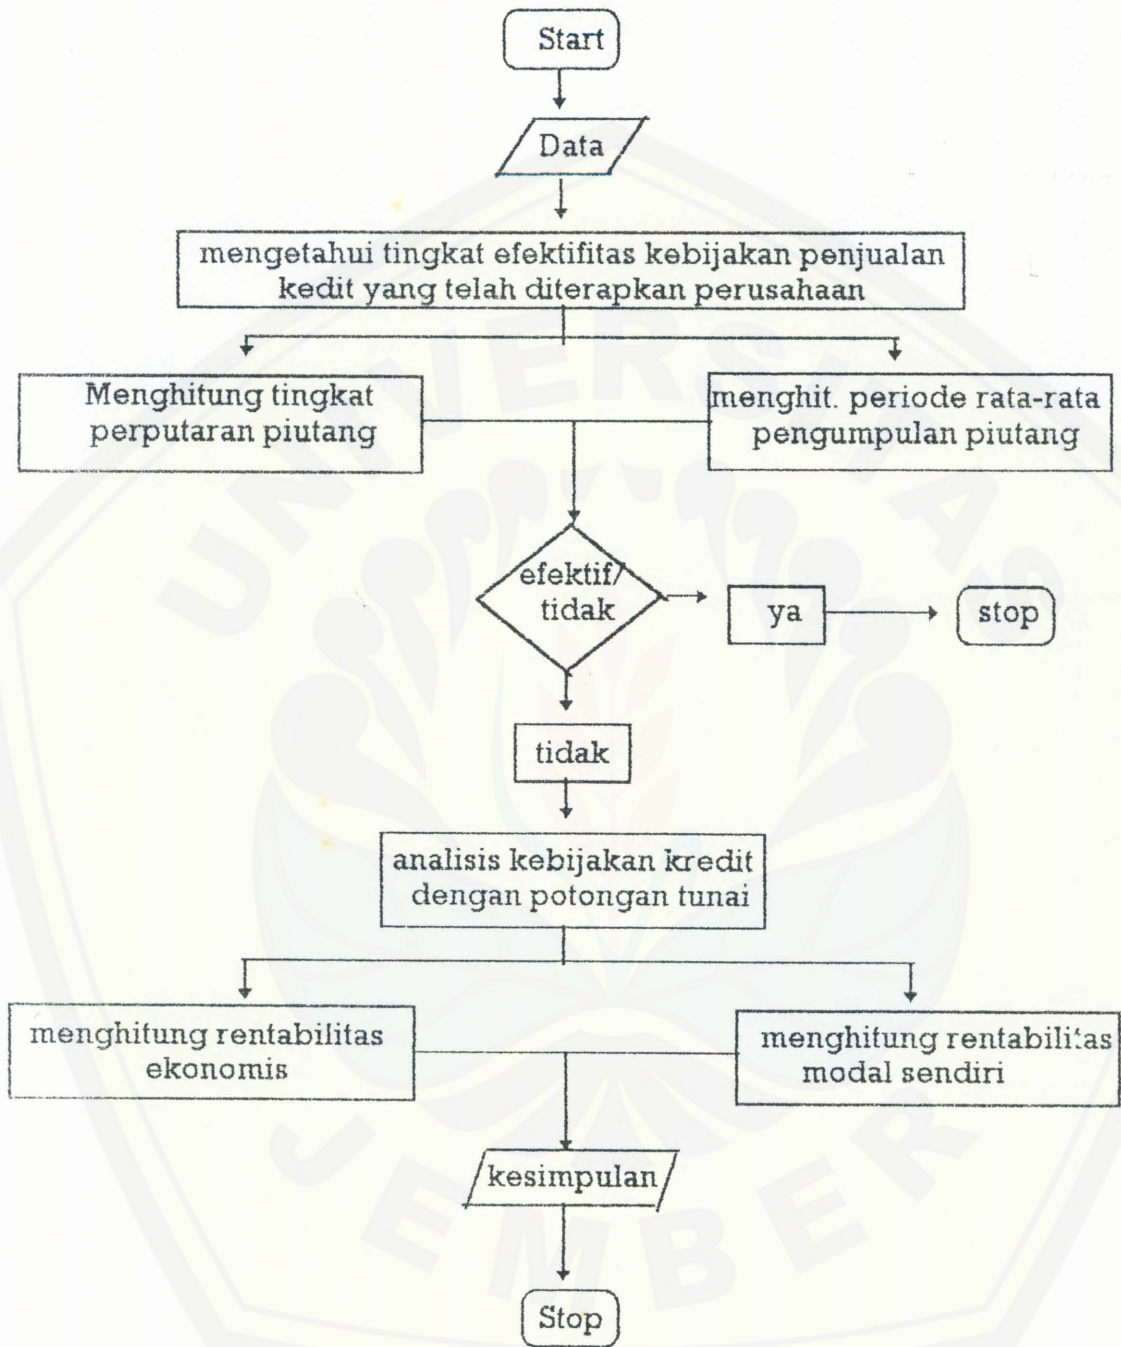 Start
Data
mengetahui tingkat efektifitas kebijakan penjualan
kedit yang telah diterapkan perusahaan
Menghitung tingkat
perputaran piutang
menghit. periode rata-rata
pengumpulan piutang
efektif/
tidak
ya
stop
tidak
analisis kebijakan kredit
dengan potongan tunai
menghitung rentabilitas
ekonomis
menghitung rentabilitas
modal sendiri
kesimpulan
Stop
UNIVERSITAS
JEMBER